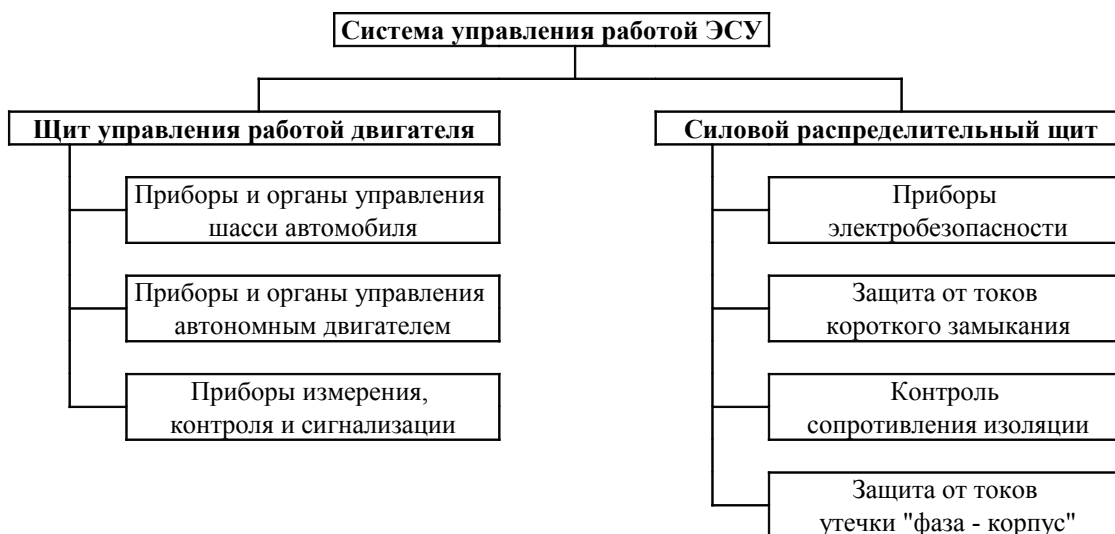 Система управления работой ЭСУ
Щит управления работой двигателя
Приборы и органы управления
шасси автомобиля
Приборы и органы управления
автономным двигателем
Приборы измерения,
контроля и сигнализации
Силовой распределительный щит
Приборы
электробезопасности
Защита от токов
короткого замыкания
Контроль
сопротивления изоляции
Защита от токов
утечки "фаза - корпус"